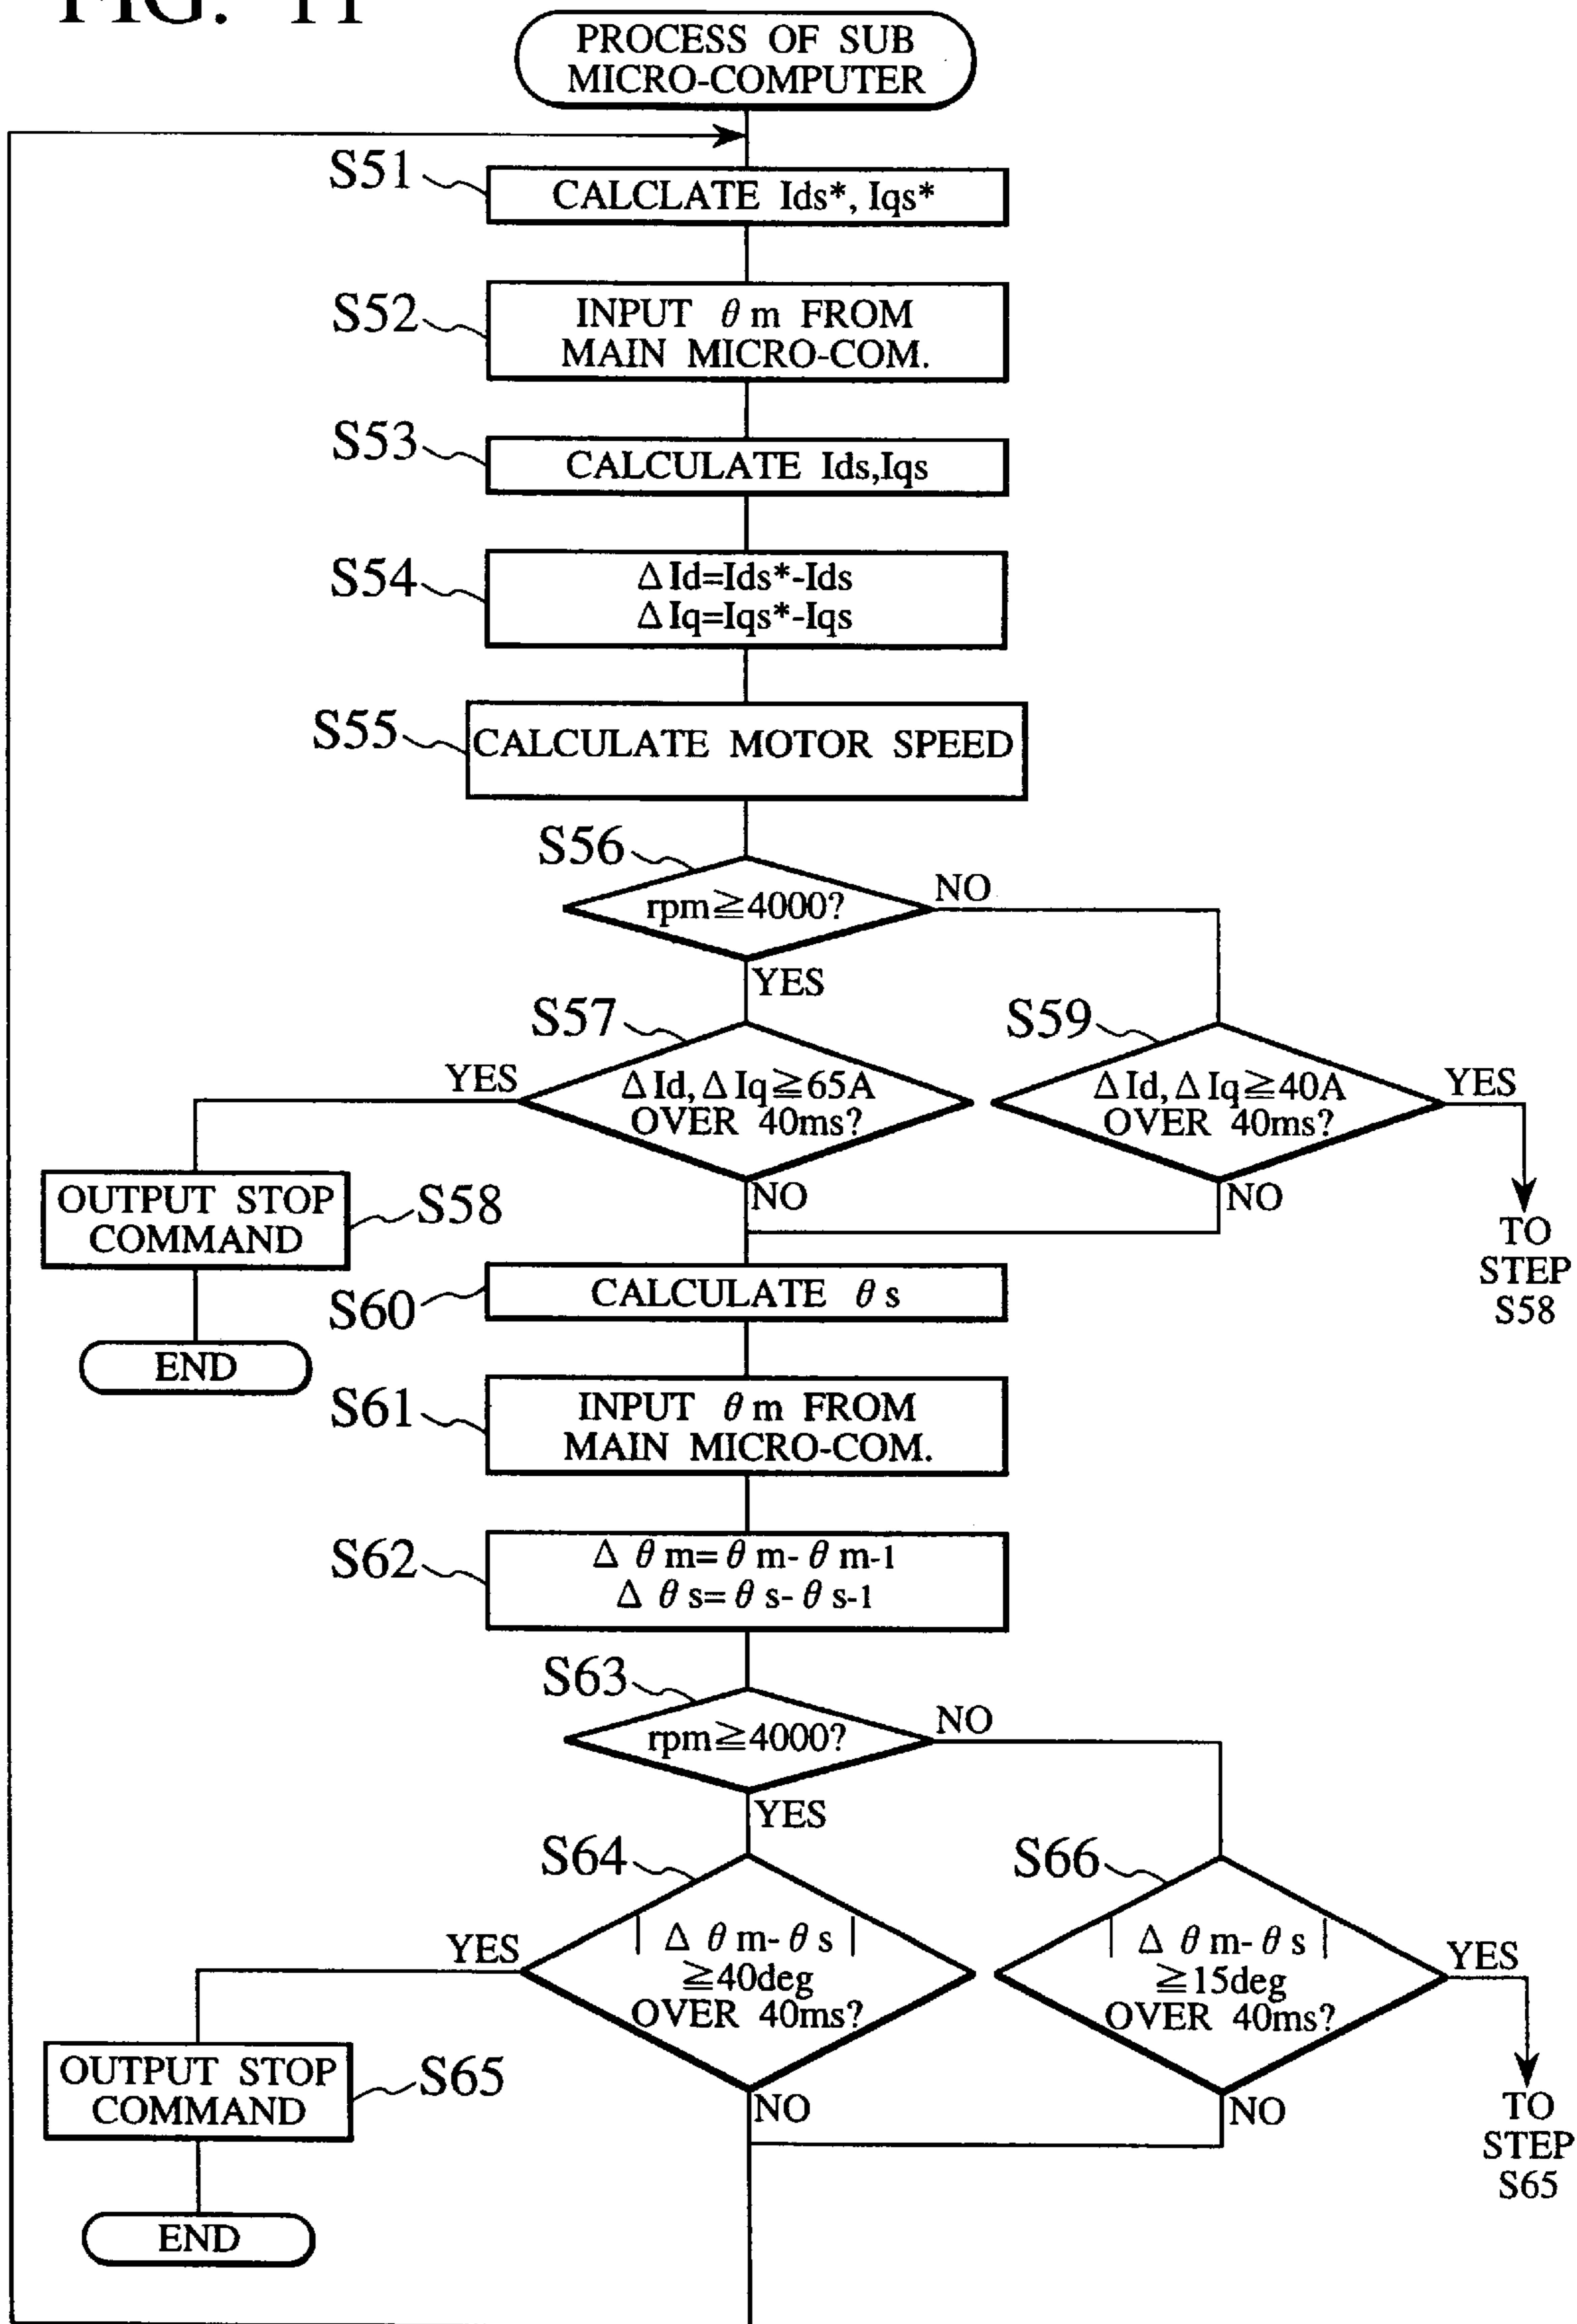 FIG. 11
PROCESS OF SUB
MICRO-COMPUTER
S51
CALCLATE Ids*, Iqs*
S52
INPUT θm FROM
MAIN MICRO-COM.
S53
CALCULATE Ids,Iqs
S54
ΔId=Ids*-Ids
ΔIq=Iqs*-Iqs
S55
CALCULATE MOTOR SPEED
S56
rpm≧4000?
NO
YES
S57
ΔId, ΔIq≧65A
OVER 40ms?
YES
NO
S59
ΔId, ΔIq≧40A
OVER 40ms?
YES
NO
TO
STEP
S58
OUTPUT STOP
COMMAND
S58
END
S60
CALCULATE θs
S61
INPUT θm FROM
MAIN MICRO-COM.
S62
Δθm=θm-θm-1
Δθs=θs-θs-1
S63
rpm≧4000?
NO
YES
S64
|Δθm-θs|
≧40deg
OVER 40ms?
YES
NO
S66
|Δθm-θs|
≧15deg
OVER 40ms?
YES
NO
TO
STEP
S65
OUTPUT STOP
COMMAND
S65
END